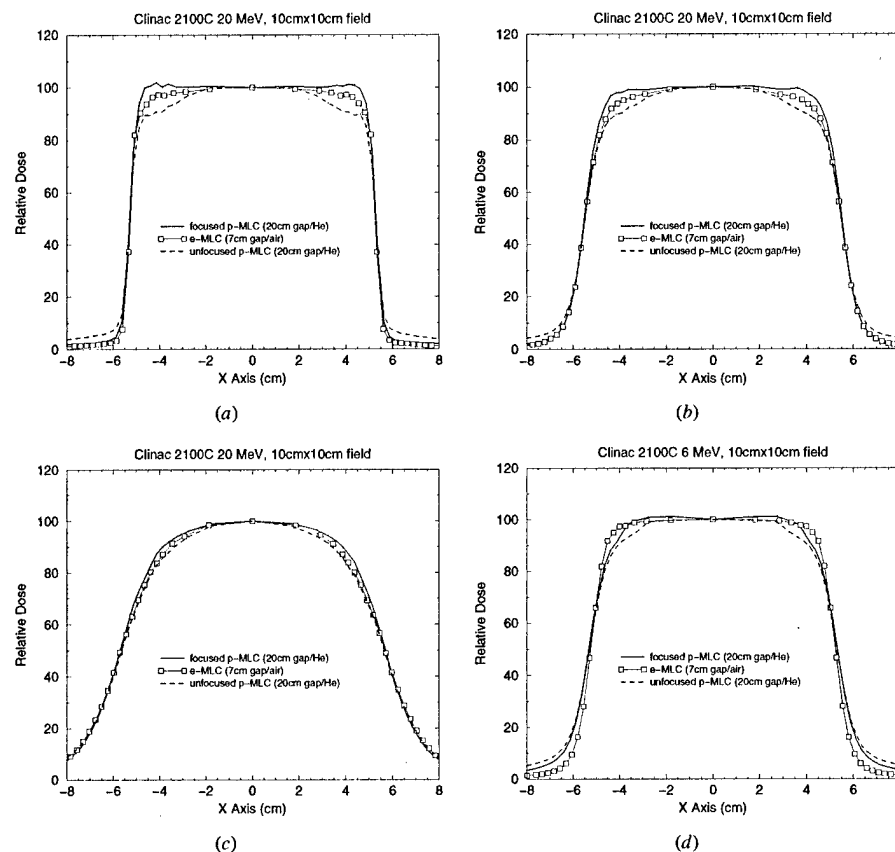 Clinac 2100C 20 MeV, 10cmx10cm field
120
100
80
60
40
20
0
Relative Dose
focused p-MLC (20cm gap/He)
e-MLC (7cm gap/air)
unfocused p-MLC (20cm gap/He)
-8 -6 -4 -2 0 2 4 6 8
X Axis (cm)
(a)
Clinac 2100C 20 MeV, 10cmx10cm field
120
100
80
60
40
20
0
Relative Dose
focused p-MLC (20cm gap/He)
e-MLC (7cm gap/air)
unfocused p-MLC (20cm gap/He)
-8 -6 -4 -2 0 2 4 6 8
X Axis (cm)
(b)
Clinac 2100C 20 MeV, 10cmx10cm field
120
100
80
60
40
20
0
Relative Dose
focused p-MLC (20cm gap/He)
e-MLC (7cm gap/air)
unfocused p-MLC (20cm gap/He)
-8 -6 -4 -2 0 2 4 6 8
X Axis (cm)
(c)
Clinac 2100C 6 MeV, 10cmx10cm field
120
100
80
60
40
20
0
Relative Dose
focused p-MLC (20cm gap/He)
e-MLC (7cm gap/air)
unfocused p-MLC (20cm gap/He)
-8 -6 -4 -2 0 2 4 6 8
X Axis (cm)
(d)